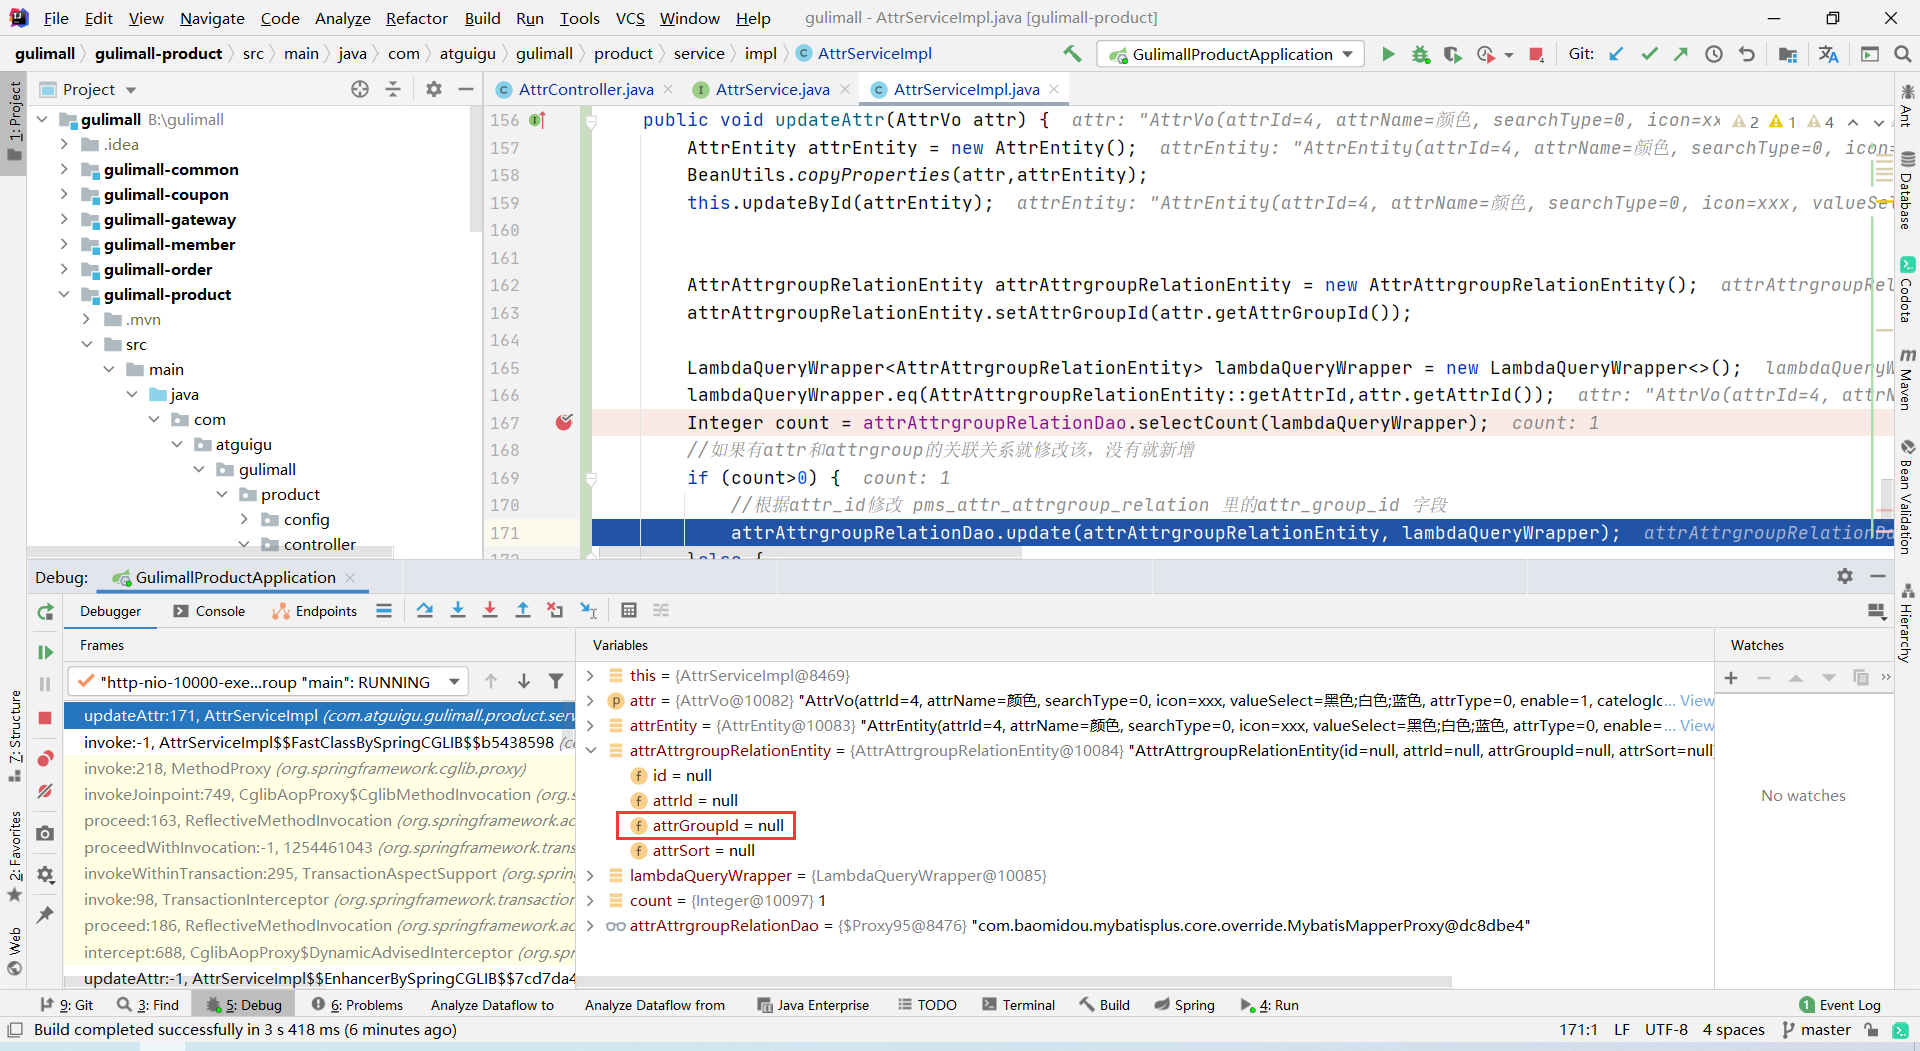 File Edit View Navigate Code Analyze Refactor Build Run Tools VCS Window Help gulimall - AttrServiceImpl.java [gulimall-product]
gulimall gulimall-product src main java com atguigu gulimall product service impl AttrServiceImpl GulimallProductApplication Git:
1: Project
Project
gulimall B:\gulimall
.idea
gulimall-common
gulimall-coupon
gulimall-gateway
gulimall-member
gulimall-order
gulimall-product
.mvn
src
main
java
com
atguigu
gulimall
product
config
controller
AttrController.java AttrService.java AttrServiceImpl.java
2 1 4
156 public void updateAttr(AttrVo attr) { attr: "AttrVo(attrId=4, attrName=颜色, searchType=0, icon=xx
157 AttrEntity attrEntity = new AttrEntity(); attrEntity: "AttrEntity(attrId=4, attrName=颜色, searchType=0, icon=
158 BeanUtils.copyProperties(attr,attrEntity);
159 this.updateById(attrEntity); attrEntity: "AttrEntity(attrId=4, attrName=颜色, searchType=0, icon=xxx, valueSel
160
161
162 AttrAttrgroupRelationEntity attrAttrgroupRelationEntity = new AttrAttrgroupRelationEntity(); attrAttrgroupRel
163 attrAttrgroupRelationEntity.setAttrGroupId(attr.getAttrGroupId());
164
165 LambdaQueryWrapper<AttrAttrgroupRelationEntity> lambdaQueryWrapper = new LambdaQueryWrapper<>(); lambdaQueryW
166 lambdaQueryWrapper.eq(AttrAttrgroupRelationEntity::getAttrId,attr.getAttrId()); attr: "AttrVo(attrId=4, attrN
167 Integer count = attrAttrgroupRelationDao.selectCount(lambdaQueryWrapper); count: 1
168 //如果有attr和attrgroup的关联关系就修改该，没有就新增
169 if (count>0) { count: 1
170 //根据attr_id修改 pms_attr_attrgroup_relation 里的attr_group_id 字段
171 attrAttrgroupRelationDao.update(attrAttrgroupRelationEntity, lambdaQueryWrapper); attrAttrgroupRelationDa
172 }else {
Ant
Database
Codota
Maven
Bean Validation
Hierarchy
Debug: GulimallProductApplication
Debugger Console Endpoints
Frames
"http-nio-10000-exe...roup "main": RUNNING
updateAttr:171, AttrServiceImpl (com.atguigu.gulimall.product.serv
invoke:-1, AttrServiceImpl$$FastClassBySpringCGLIB$$b5438598 (co
invoke:218, MethodProxy (org.springframework.cglib.proxy)
invokeJoinpoint:749, CglibAopProxy$CglibMethodInvocation (org.s
proceed:163, ReflectiveMethodInvocation (org.springframework.ao
proceedWithInvocation:-1, 1254461043 (org.springframework.trans
invokeWithinTransaction:295, TransactionAspectSupport (org.spring
invoke:98, TransactionInterceptor (org.springframework.transaction
proceed:186, ReflectiveMethodInvocation (org.springframework.ao
intercept:688, CglibAopProxy$DynamicAdvisedInterceptor (org.spr
updateAttr:-1, AttrServiceImpl$$EnhancerBySpringCGLIB$$7cd7da4
Variables
this = {AttrServiceImpl@8469}
attr = {AttrVo@10082} "AttrVo(attrId=4, attrName=颜色, searchType=0, icon=xxx, valueSelect=黑色;白色;蓝色, attrType=0, enable=1, catelogIc... View
attrEntity = {AttrEntity@10083} "AttrEntity(attrId=4, attrName=颜色, searchType=0, icon=xxx, valueSelect=黑色;白色;蓝色, attrType=0, enable=... View
attrAttrgroupRelationEntity = {AttrAttrgroupRelationEntity@10084} "AttrAttrgroupRelationEntity(id=null, attrId=null, attrGroupId=null, attrSort=null)
id = null
attrId = null
attrGroupId = null
attrSort = null
lambdaQueryWrapper = {LambdaQueryWrapper@10085}
count = {Integer@10097} 1
attrAttrgroupRelationDao = {$Proxy95@8476} "com.baomidou.mybatisplus.core.override.MybatisMapperProxy@dc8dbe4"
Watches
No watches
7: Structure
2: Favorites
Web
9: Git 3: Find 5: Debug 6: Problems Analyze Dataflow to Analyze Dataflow from Java Enterprise TODO Terminal Build Spring 4: Run 1 Event Log
Build completed successfully in 3 s 418 ms (6 minutes ago) 171:1 LF UTF-8 4 spaces master